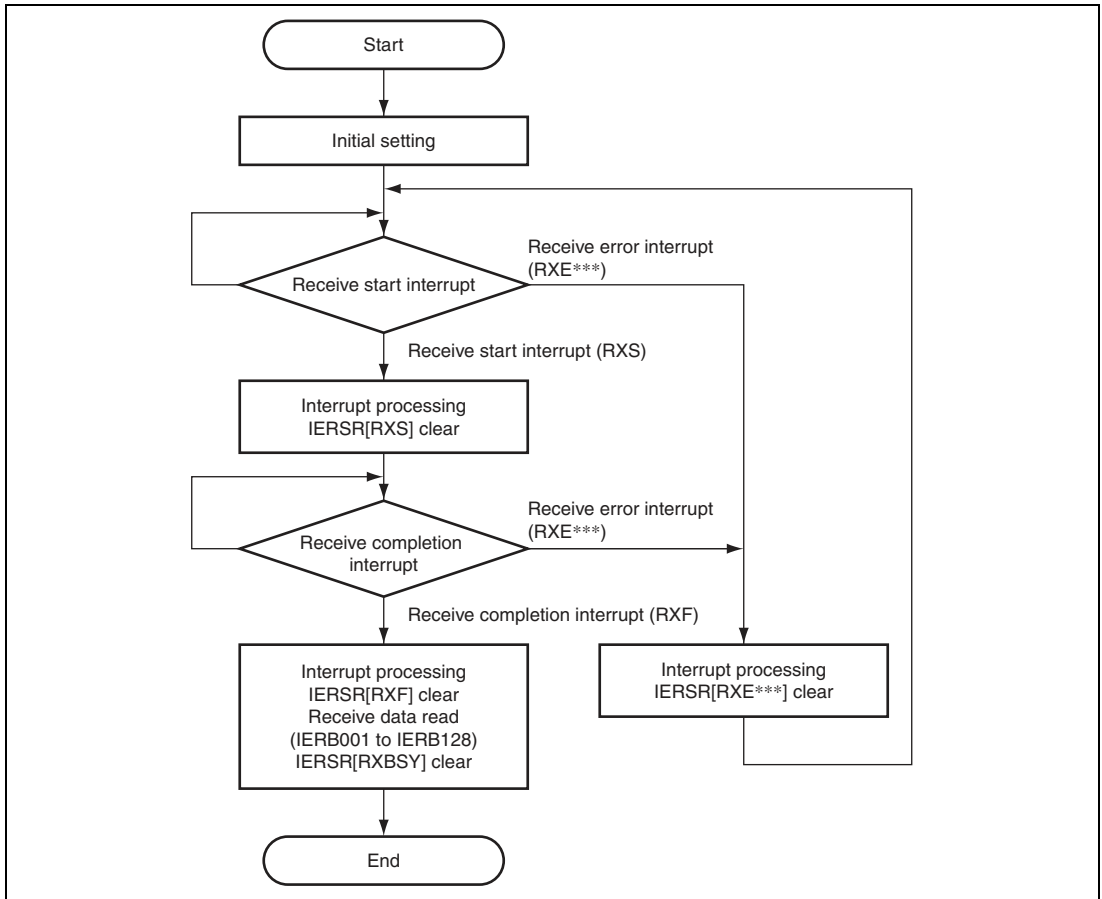 Start
Initial setting
Receive error interrupt
(RXE***)
Receive start interrupt
Receive start interrupt (RXS)
Interrupt processing
IERSR[RXS] clear
Receive error interrupt
(RXE***)
Receive completion
interrupt
Receive completion interrupt (RXF)
Interrupt processing
IERSR[RXF] clear
Receive data read
(IERB001 to IERB128)
IERSR[RXBSY] clear
Interrupt processing
IERSR[RXE***] clear
End